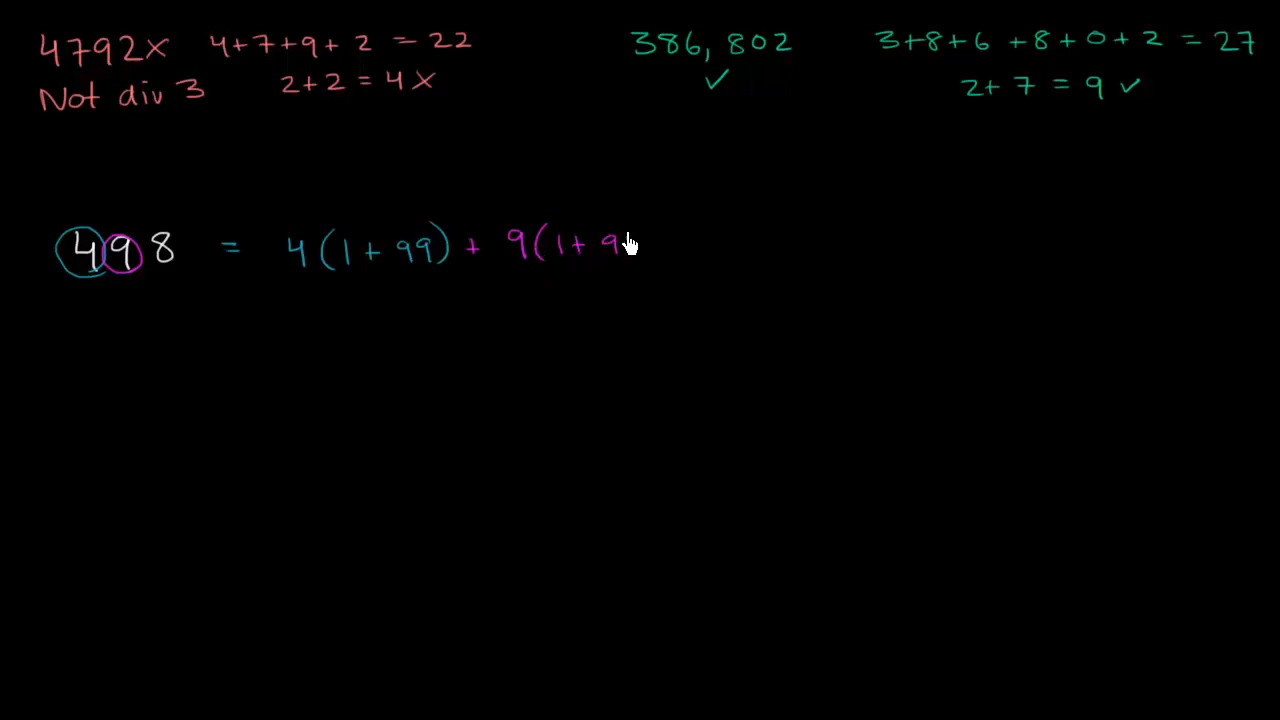 4792x 4+7+9+2 = 22
Not div 3 2+2 = 4 x
386, 802 3+8+6 +8+0+2 = 27
✓ 2+7 = 9 ✓
498 = 4(1+99) + 9(1+9